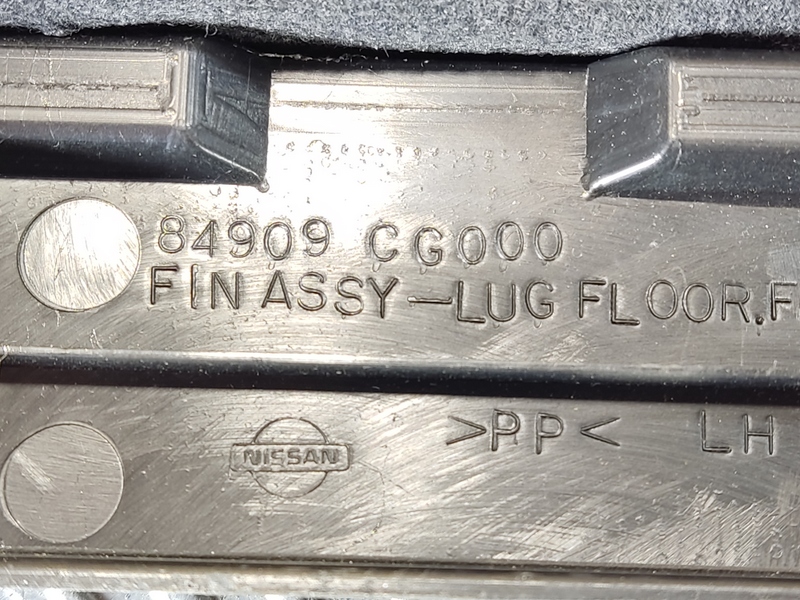 84909 CG000
FIN ASSY-LUG FLOOR.F
>PP< LH
NISSAN